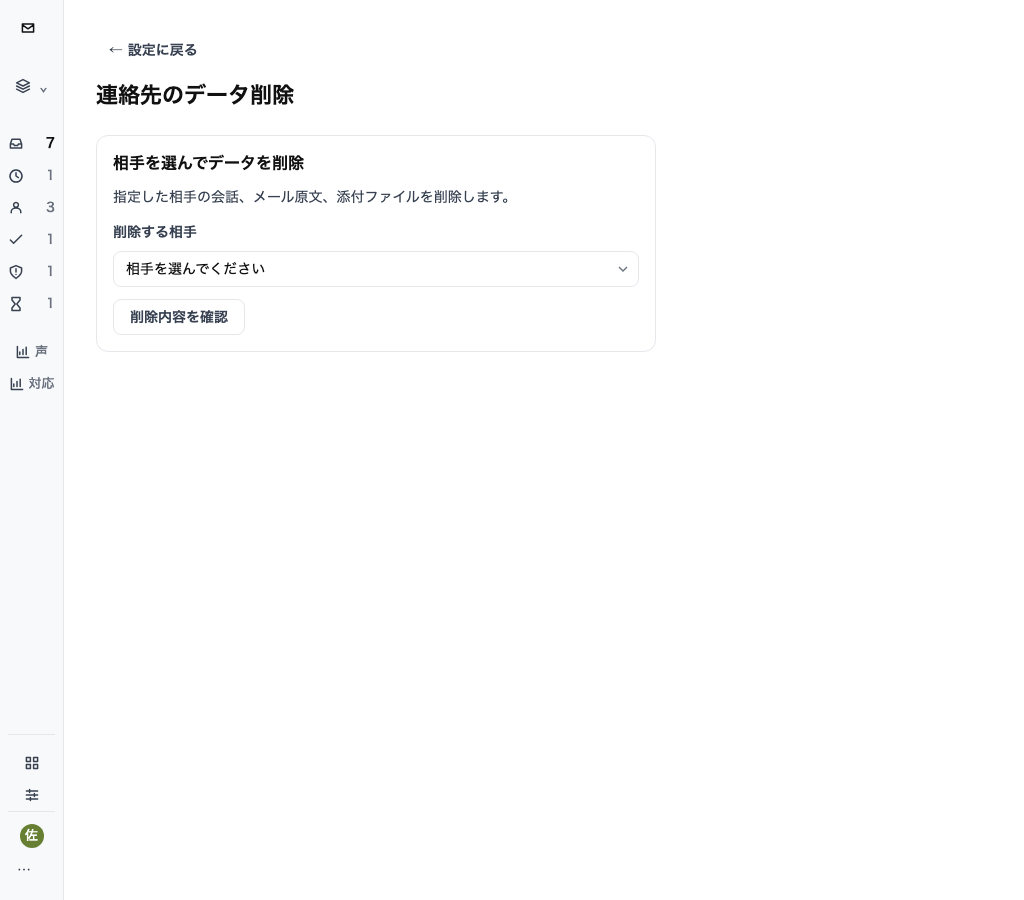 ← 設定に戻る
連絡先のデータ削除
相手を選んでデータを削除
指定した相手の会話、メール原文、添付ファイルを削除します。
削除する相手
相手を選んでください
削除内容を確認
7
1
3
1
1
1
声
対応
佐
…